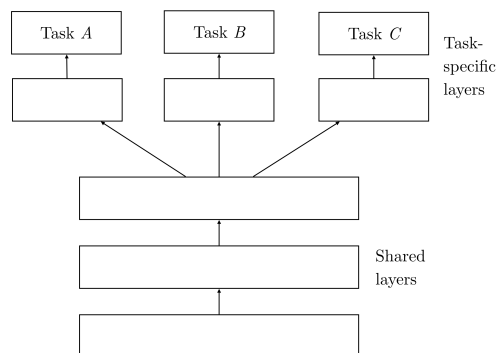 Task A
Task B
Task C
Task-
specific
layers
Shared
layers